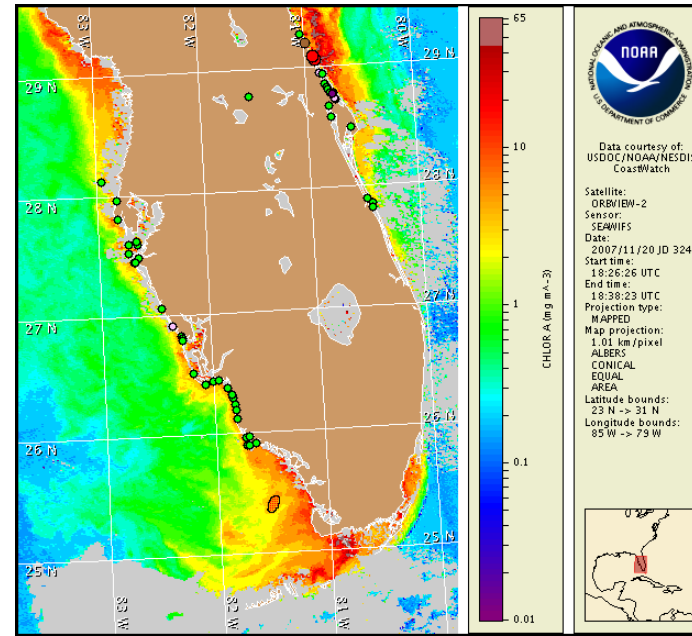 83 W
82 W
81 W
80 W
29 N
29 N
28 N
28 N
27 N
27 N
26 N
26 N
25 N
25 N
83 W
82 W
81 W
65
10
1
0.1
0.01
CHLOR A (mg m^-3)
NATIONAL OCEANIC AND ATMOSPHERIC ADMINISTRATION
NOAA
U.S. DEPARTMENT OF COMMERCE
Data courtesy of:
USDOC/NOAA/NESDIS
CoastWatch
Satellite:
ORBVIEW-2
Sensor:
SEAWIFS
Date:
2007/11/20 JD 324
Start time:
18:26:26 UTC
End time:
18:38:23 UTC
Projection type:
MAPPED
Map projection:
1.01 km/pixel
ALBERS
CONICAL
EQUAL
AREA
Latitude bounds:
23 N -> 31 N
Longitude bounds:
85 W -> 79 W